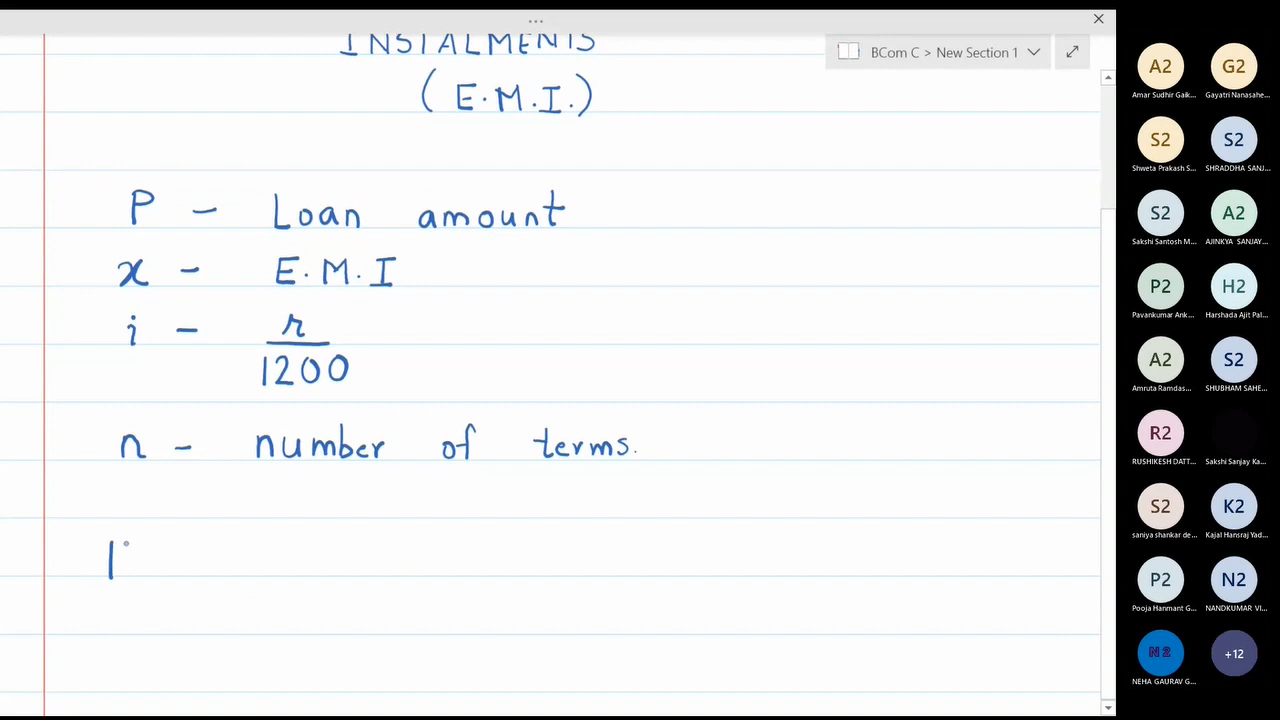 INSTALMENTS
BCom C > New Section 1
(E.M.I.)
P - Loan amount
x - E.M.I
i - r
1200
n - number of terms.
A2
G2
Amar Sudhir Gaik...
Gayatri Nanasahe...
S2
S2
Shweta Prakash S...
SHRADDHA SANJ...
S2
A2
Sakshi Santosh M...
AJINKYA SANJAY...
P2
H2
Pavankumar Ank...
Harshada Ajit Pal...
A2
S2
Amruta Ramdas...
SHUBHAM SAHE...
R2
RUSHIKESH DATT...
Sakshi Sanjay Ka...
S2
K2
saniya shankar de...
Kajal Hansraj Yad...
P2
N2
Pooja Hanmant G...
NANDKUMAR VI...
N2
+12
NEHA GAURAV G...